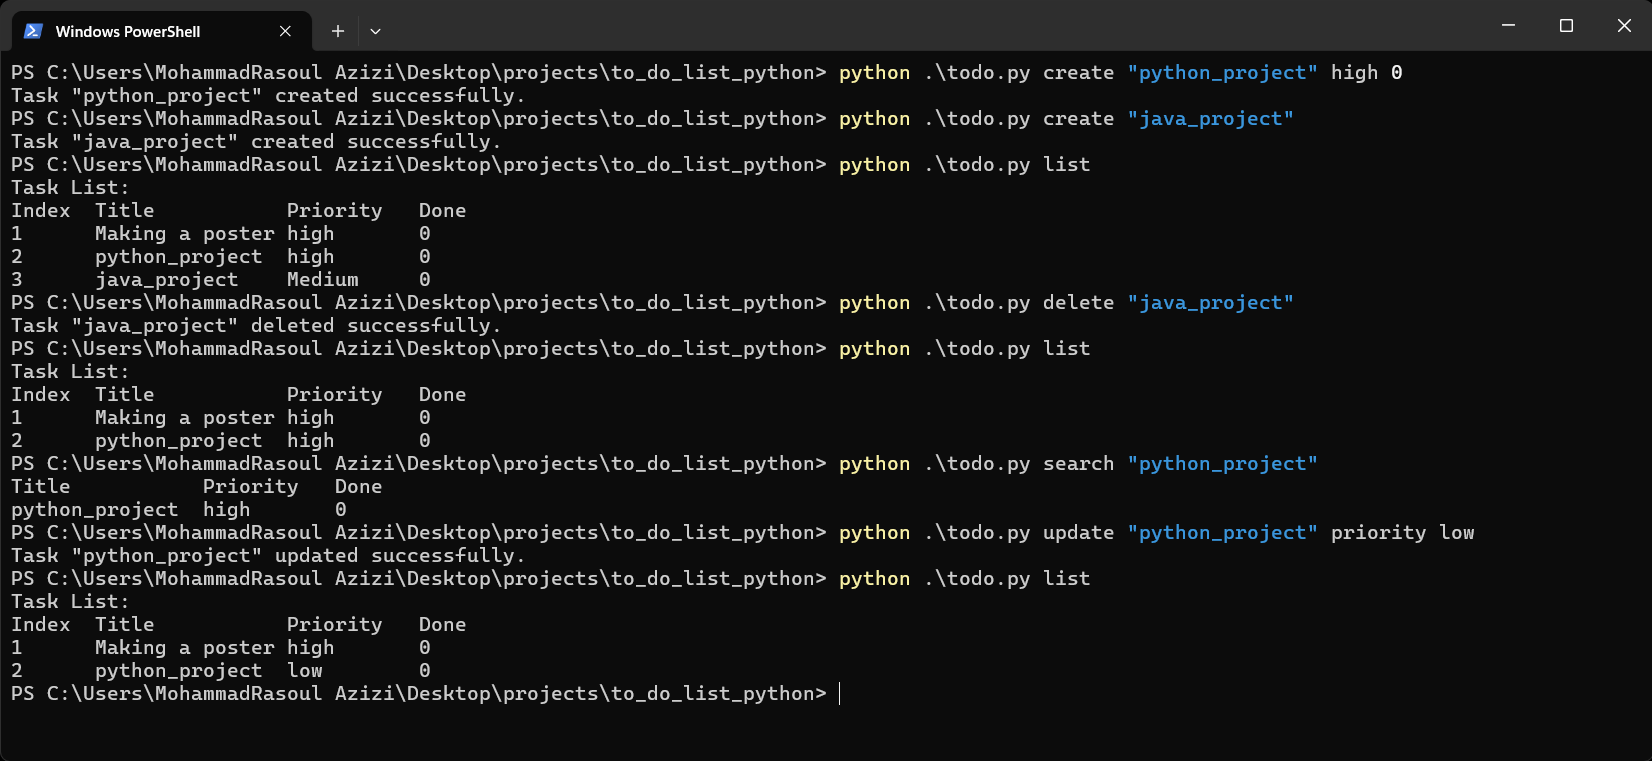 Windows PowerShell
PS C:\Users\MohammadRasoul Azizi\Desktop\projects\to_do_list_python> python .\todo.py create "python_project" high 0
Task "python_project" created successfully.
PS C:\Users\MohammadRasoul Azizi\Desktop\projects\to_do_list_python> python .\todo.py create "java_project"
Task "java_project" created successfully.
PS C:\Users\MohammadRasoul Azizi\Desktop\projects\to_do_list_python> python .\todo.py list
Task List:
Index  Title           Priority   Done
1      Making a poster high       0
2      python_project  high       0
3      java_project    Medium     0
PS C:\Users\MohammadRasoul Azizi\Desktop\projects\to_do_list_python> python .\todo.py delete "java_project"
Task "java_project" deleted successfully.
PS C:\Users\MohammadRasoul Azizi\Desktop\projects\to_do_list_python> python .\todo.py list
Task List:
Index  Title           Priority   Done
1      Making a poster high       0
2      python_project  high       0
PS C:\Users\MohammadRasoul Azizi\Desktop\projects\to_do_list_python> python .\todo.py search "python_project"
Title           Priority   Done
python_project  high       0
PS C:\Users\MohammadRasoul Azizi\Desktop\projects\to_do_list_python> python .\todo.py update "python_project" priority low
Task "python_project" updated successfully.
PS C:\Users\MohammadRasoul Azizi\Desktop\projects\to_do_list_python> python .\todo.py list
Task List:
Index  Title           Priority   Done
1      Making a poster high       0
2      python_project  low        0
PS C:\Users\MohammadRasoul Azizi\Desktop\projects\to_do_list_python>